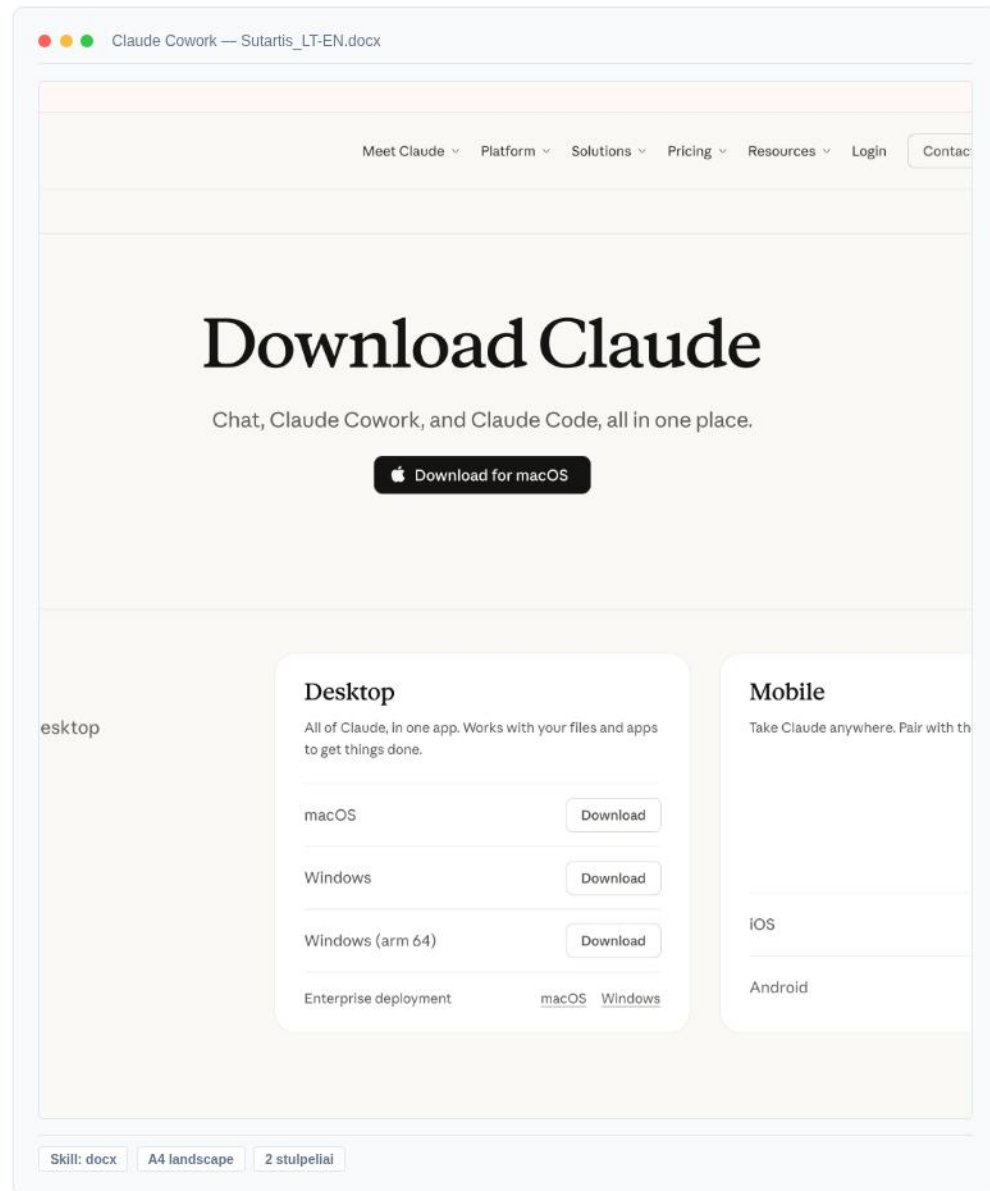 Claude Cowork — Sutartis_LT-EN.docx
Meet Claude Platform Solutions Pricing Resources Login Contac
Download Claude
Chat, Claude Cowork, and Claude Code, all in one place.
Download for macOS
esktop
Desktop
All of Claude, in one app. Works with your files and apps
to get things done.
macOS Download
Windows Download
Windows (arm 64) Download
Enterprise deployment macOS Windows
Mobile
Take Claude anywhere. Pair with th
iOS
Android
Skill: docx A4 landscape 2 stulpeliai